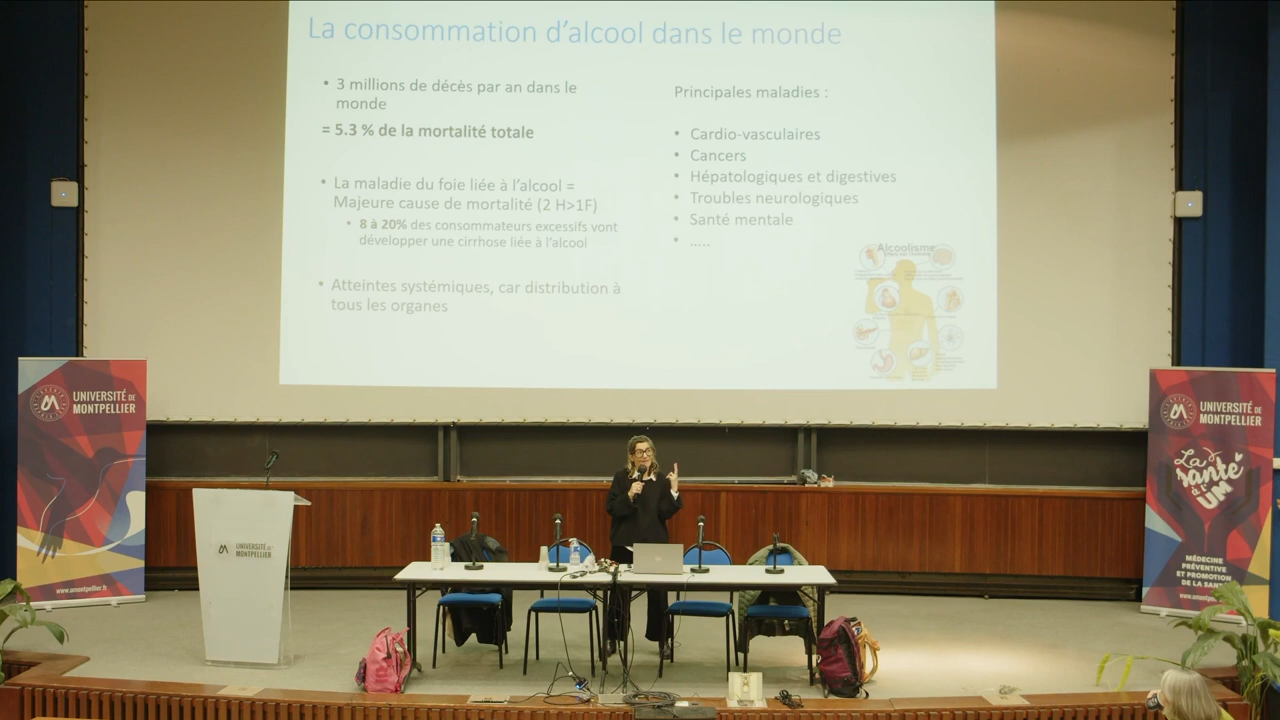 La consommation d'alcool dans le monde
• 3 millions de décès par an dans le
monde
= 5.3 % de la mortalité totale
• La maladie du foie liée à l'alcool =
Majeure cause de mortalité (2 H>1F)
• 8 à 20% des consommateurs excessifs vont
développer une cirrhose liée à l'alcool
• Atteintes systémiques, car distribution à
tous les organes
Principales maladies :
• Cardio-vasculaires
• Cancers
• Hépatologiques et digestives
• Troubles neurologiques
• Santé mentale
• .....
Alcoolisme
UNIVERSITÉ DE
MONTPELLIER
www.umontpellier.fr
UNIVERSITÉ DE
MONTPELLIER
UNIVERSITÉ DE
MONTPELLIER
La
santé
à l'UM
MÉDECINE
PRÉVENTIVE
ET PROMOTION
DE LA SANTÉ